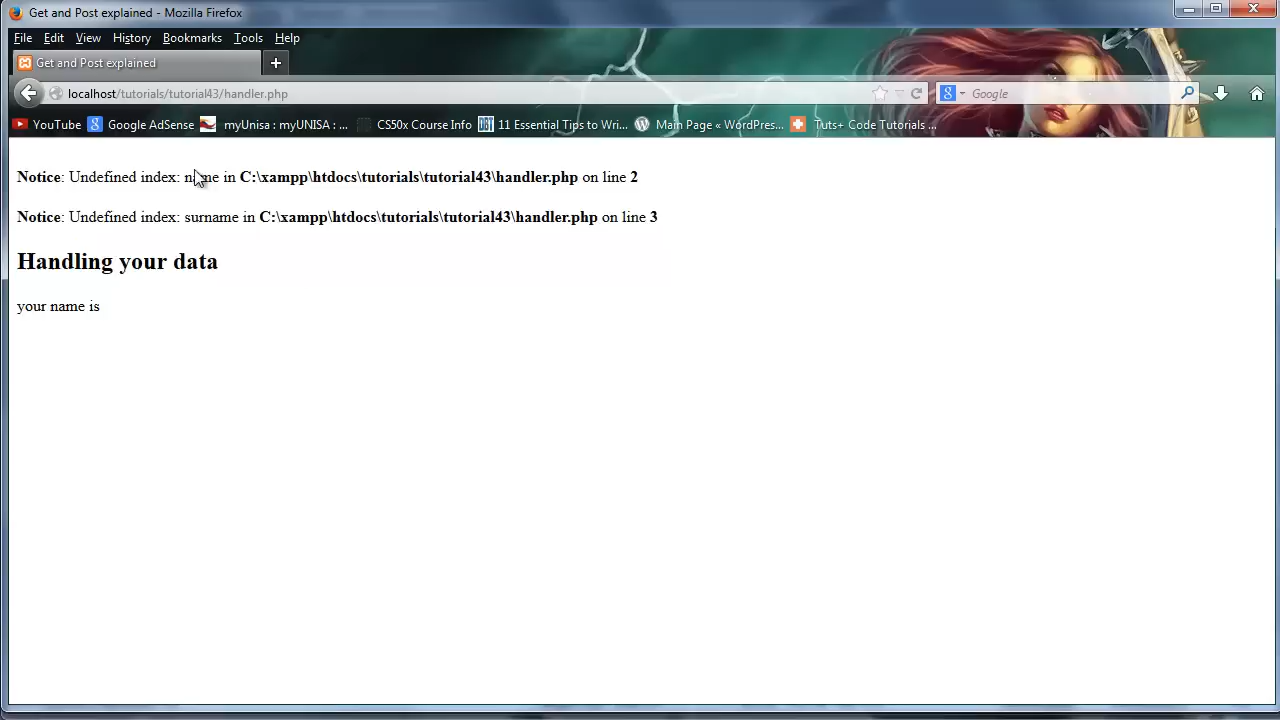 Get and Post explained - Mozilla Firefox
File Edit View History Bookmarks Tools Help
Get and Post explained
localhost/tutorials/tutorial43/handler.php Google
YouTube Google AdSense myUnisa : myUNISA : ... CS50x Course Info 11 Essential Tips to Wri... Main Page « WordPres... Tuts+ Code Tutorials ...
Notice: Undefined index: name in C:\xampp\htdocs\tutorials\tutorial43\handler.php on line 2
Notice: Undefined index: surname in C:\xampp\htdocs\tutorials\tutorial43\handler.php on line 3
Handling your data
your name is